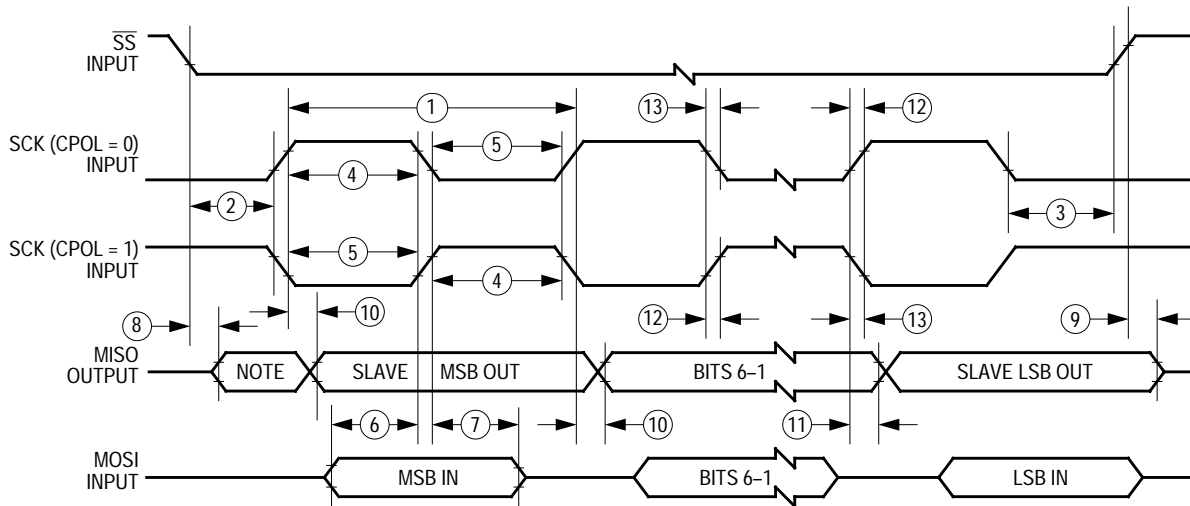 SS
INPUT
1
13
12
SCK (CPOL = 0)
INPUT
5
4
2
3
SCK (CPOL = 1)
INPUT
5
4
8
10
12
13
9
MISO
OUTPUT
NOTE
SLAVE MSB OUT
BITS 6–1
SLAVE LSB OUT
6
7
10
11
MOSI
INPUT
MSB IN
BITS 6–1
LSB IN